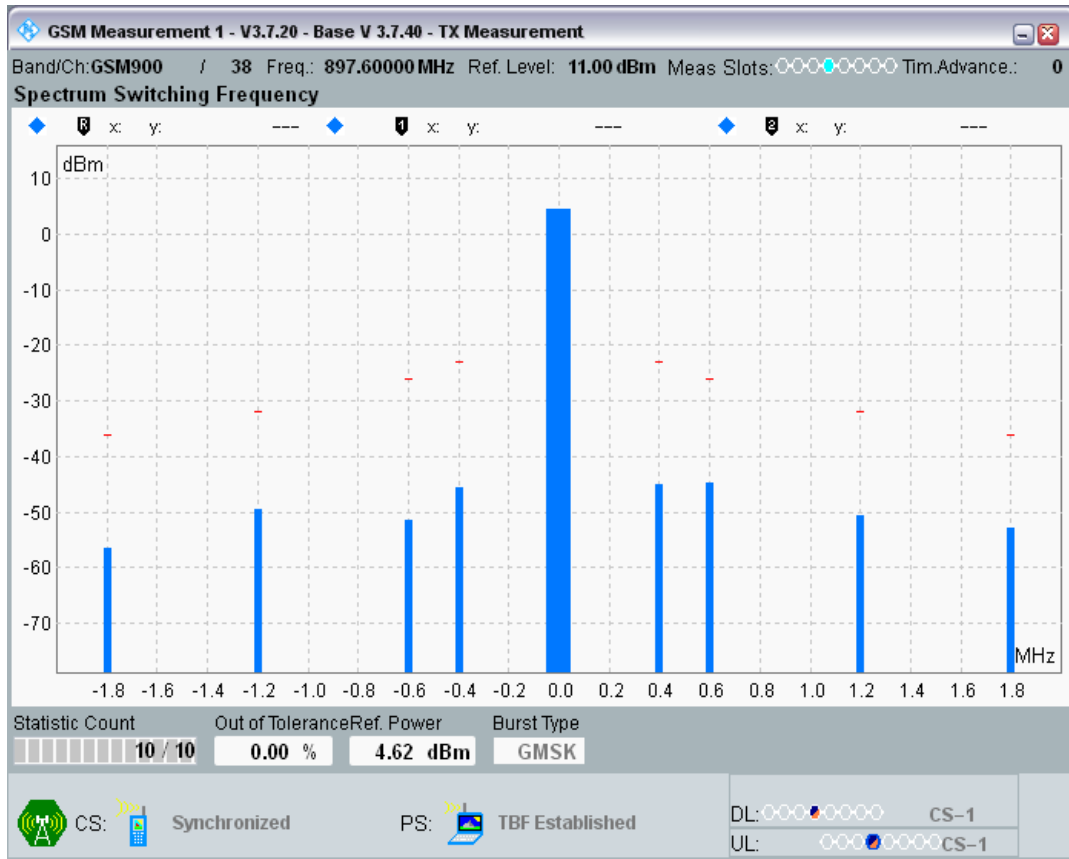 GSM Measurement 1 - V3.7.20 - Base V 3.7.40 - TX Measurement
Band/Ch:GSM900 / 38 Freq.: 897.60000 MHz Ref. Level: 11.00 dBm Meas Slots: Tim.Advance.: 0
Spectrum Switching Frequency
R x: y: --- 1 x: y: --- 2 x: y: ---
dBm
10
0
-10
-20
-30
-40
-50
-60
-70
MHz
-1.8 -1.6 -1.4 -1.2 -1.0 -0.8 -0.6 -0.4 -0.2 0.0 0.2 0.4 0.6 0.8 1.0 1.2 1.4 1.6 1.8
Statistic Count Out of Tolerance Ref. Power Burst Type
10 / 10 0.00 % 4.62 dBm GMSK
CS: Synchronized PS: TBF Established
DL: CS-1
UL: CS-1